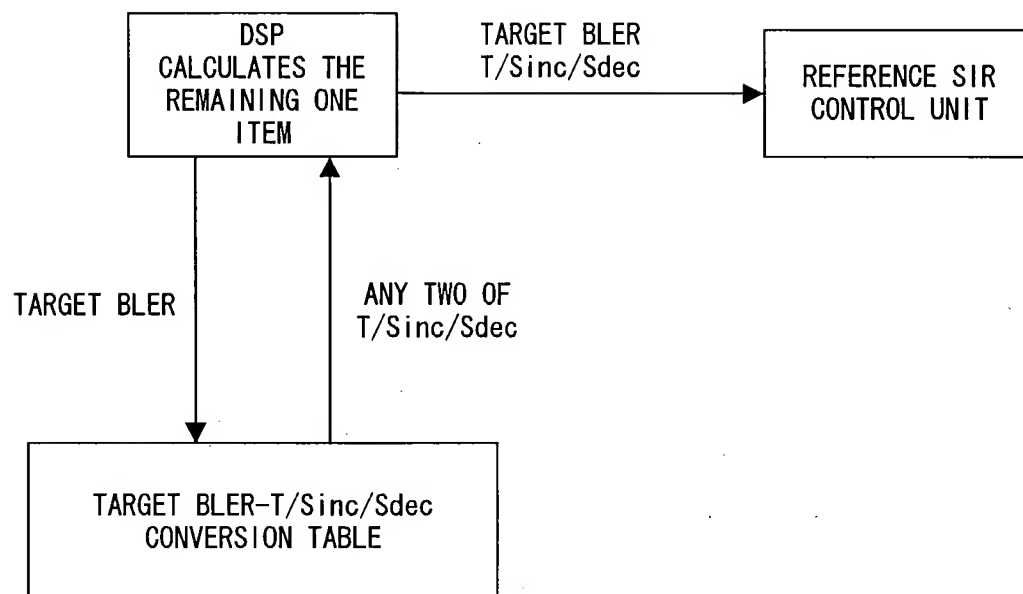 DSP
CALCULATES THE
REMAINING ONE
ITEM
TARGET BLER
T/Sinc/Sdec
REFERENCE SIR
CONTROL UNIT
TARGET BLER
ANY TWO OF
T/Sinc/Sdec
TARGET BLER-T/Sinc/Sdec
CONVERSION TABLE